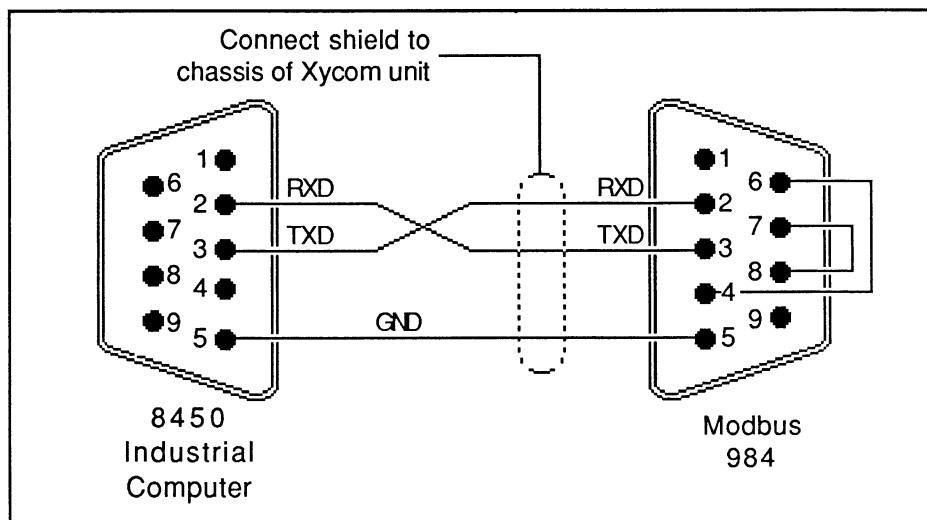 Connect shield to
chassis of Xycom unit
1
6
2
7
3
8
4
9
5
RXD
TXD
GND
RXD
TXD
1
6
2
7
3
8
4
9
5
8450
Industrial
Computer
Modbus
984